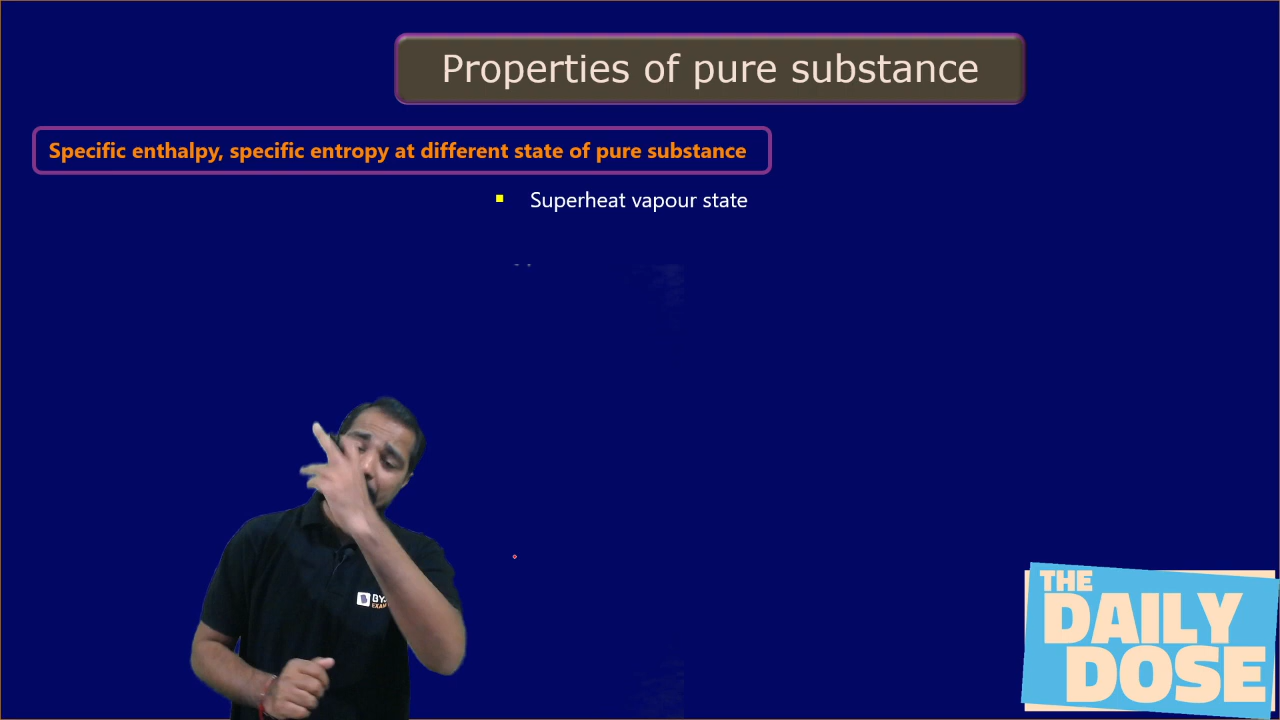 Properties of pure substance
Specific enthalpy, specific entropy at different state of pure substance
Superheat vapour state
THE
DAILY
DOSE